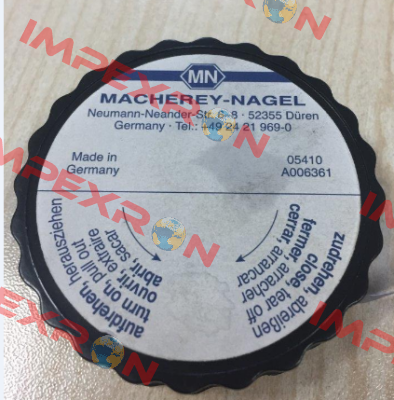 MN
MACHEREY-NAGEL
Neumann-Neander-Str. 6-8 · 52355 Düren
Germany · Tel.: +49 24 21 969-0
Made in
Germany
05410
A006361
aufdrehen, herausziehen
turn on, pull out
ouvrir, extraire
abrir, sacar
zudrehen, abreißen
close, tear off
fermer, arracher
cerrar, arrancar
IMPEXRON
IMPEXRON
IMPEXRON
IMPEXRON